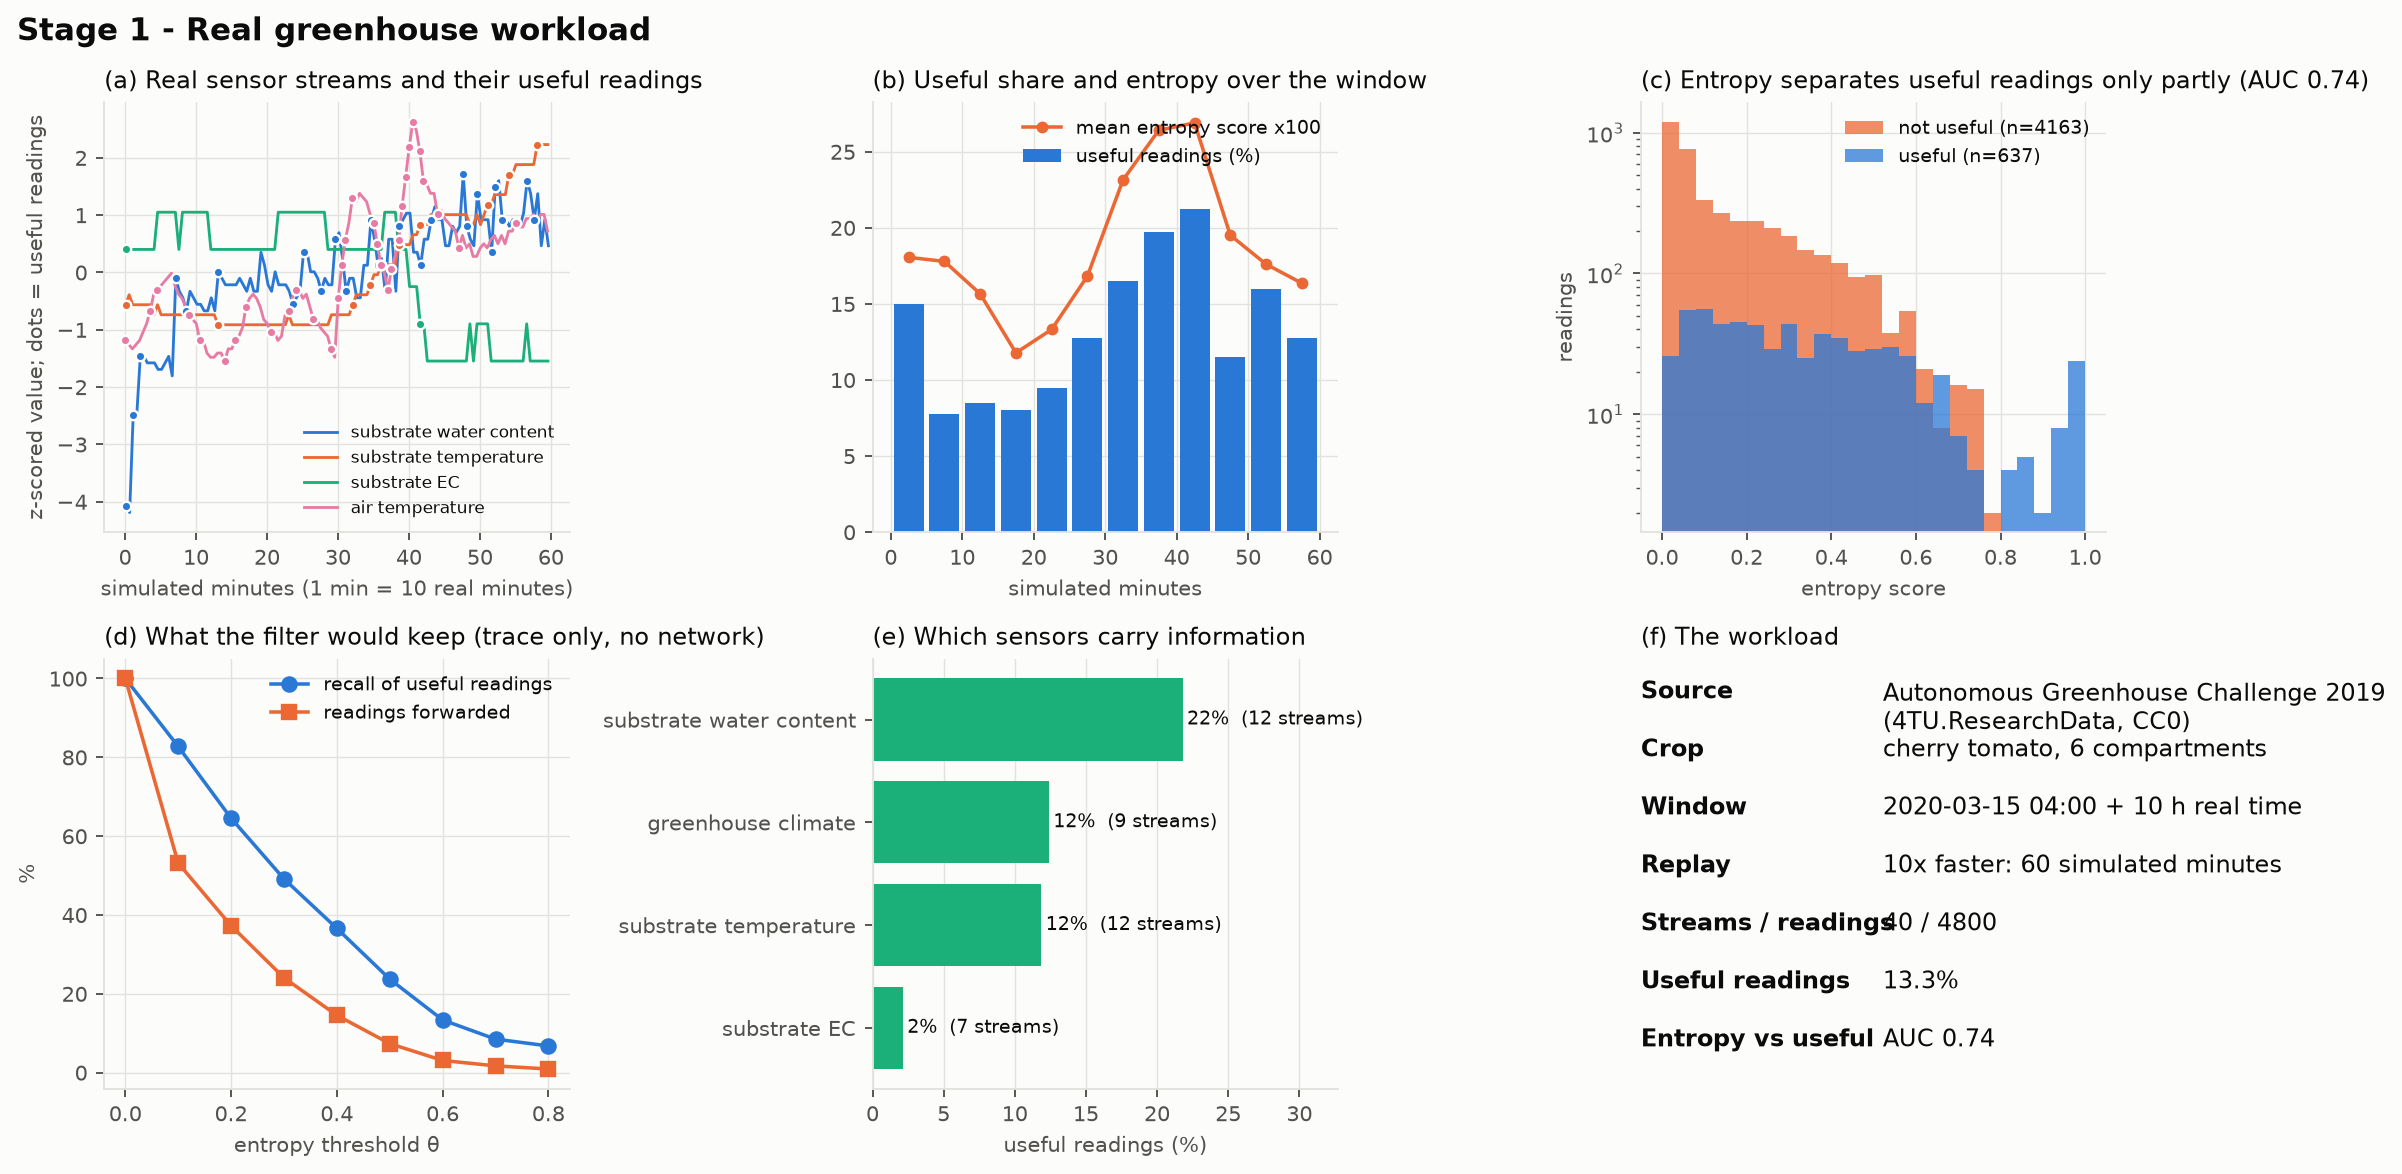 Stage 1 - Real greenhouse workload
(a) Real sensor streams and their useful readings
z-scored value; dots = useful readings
2
1
0
−1
−2
−3
−4
substrate water content
substrate temperature
substrate EC
air temperature
0 10 20 30 40 50 60
simulated minutes (1 min = 10 real minutes)
(b) Useful share and entropy over the window
mean entropy score x100
useful readings (%)
25
20
15
10
5
0
0 10 20 30 40 50 60
simulated minutes
(c) Entropy separates useful readings only partly (AUC 0.74)
not useful (n=4163)
useful (n=637)
readings
10³
10²
10¹
0.0 0.2 0.4 0.6 0.8 1.0
entropy score
(d) What the filter would keep (trace only, no network)
recall of useful readings
readings forwarded
%
100
80
60
40
20
0
0.0 0.2 0.4 0.6 0.8
entropy threshold θ
(e) Which sensors carry information
substrate water content 22% (12 streams)
greenhouse climate 12% (9 streams)
substrate temperature 12% (12 streams)
substrate EC 2% (7 streams)
0 5 10 15 20 25 30
useful readings (%)
(f) The workload
Source Autonomous Greenhouse Challenge 2019
(4TU.ResearchData, CC0)
Crop cherry tomato, 6 compartments
Window 2020-03-15 04:00 + 10 h real time
Replay 10x faster: 60 simulated minutes
Streams / readings 40 / 4800
Useful readings 13.3%
Entropy vs useful AUC 0.74